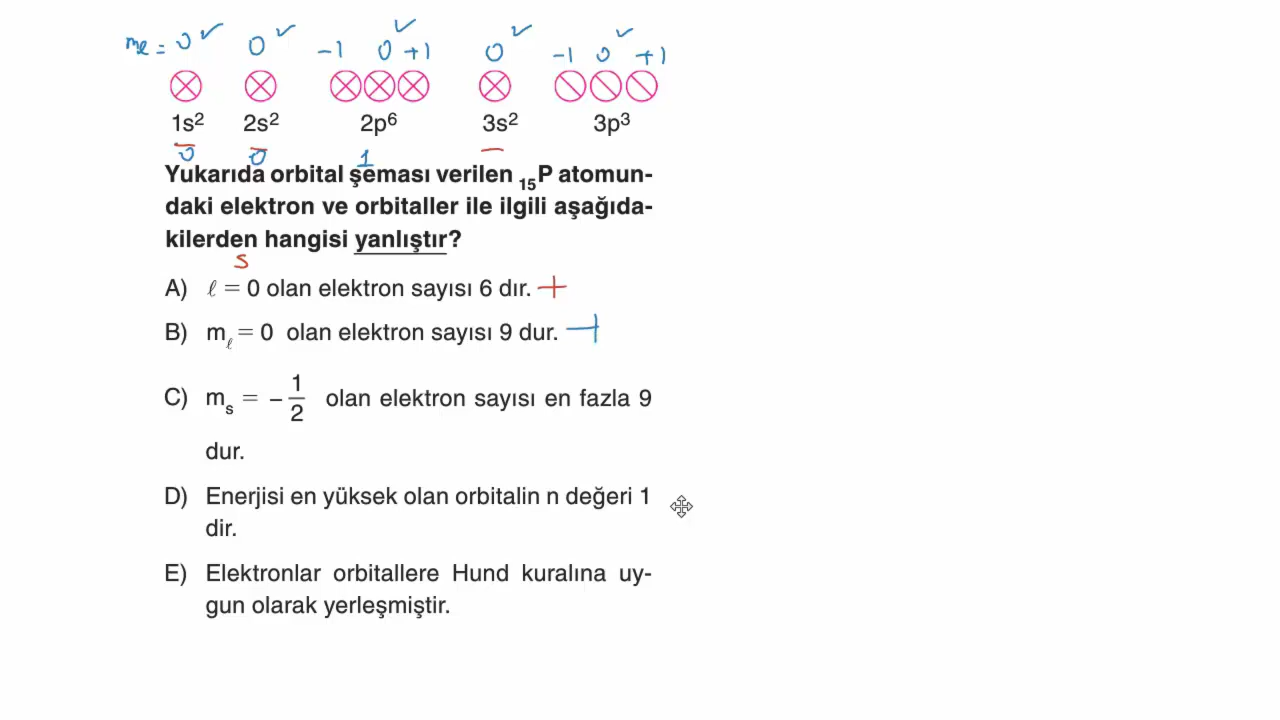 mℓ = 0 ✓ 0 ✓ -1 0 ✓ +1 0 ✓ -1 0 ✓ +1
1s² 2s² 2p⁶ 3s² 3p³
0 0 1
Yukarıda orbital şeması verilen ₁₅P atomun-
daki elektron ve orbitaller ile ilgili aşağıda-
kilerden hangisi yanlıştır?
s
A) ℓ = 0 olan elektron sayısı 6 dır. +
B) mℓ = 0 olan elektron sayısı 9 dur. +
C) mₛ = - 1/2 olan elektron sayısı en fazla 9
dur.
D) Enerjisi en yüksek olan orbitalin n değeri 1
dir.
E) Elektronlar orbitallere Hund kuralına uy-
gun olarak yerleşmiştir.